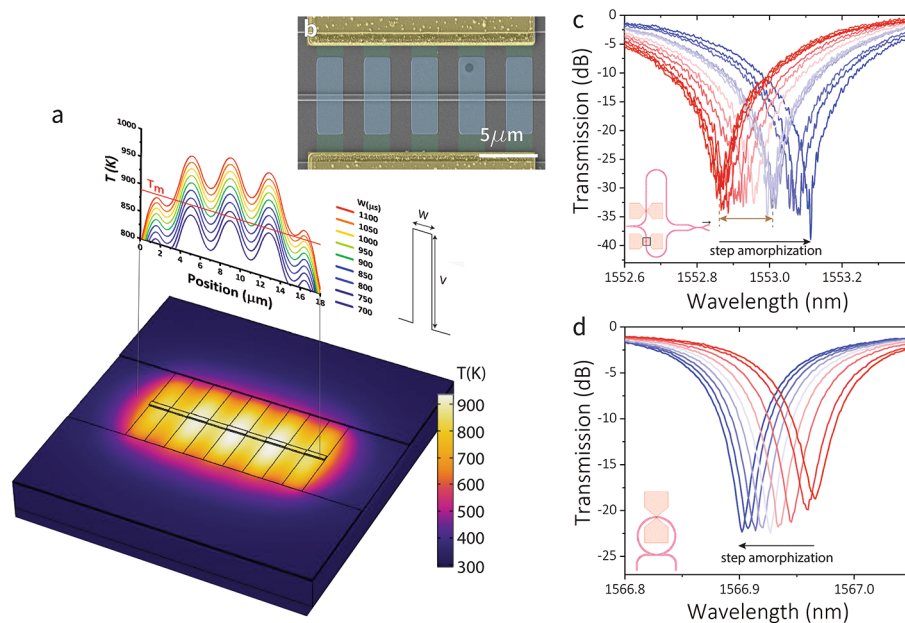 a
1000
950
900
850
800
T(K)
Tm
0
2
4
6
8
10
12
14
16
18
Position (µm)
W(µs)
1100
1050
1000
950
900
850
800
750
700
W
V
b
5µm
T(K)
900
800
700
600
500
400
300
c
Transmission (dB)
0
-5
-10
-15
-20
-25
-30
-35
-40
step amorphization
1552.6
1552.8
1553.0
1553.2
Wavelength (nm)
d
Transmission (dB)
0
-5
-10
-15
-20
-25
step amorphization
1566.8
1566.9
1567.0
Wavelength (nm)